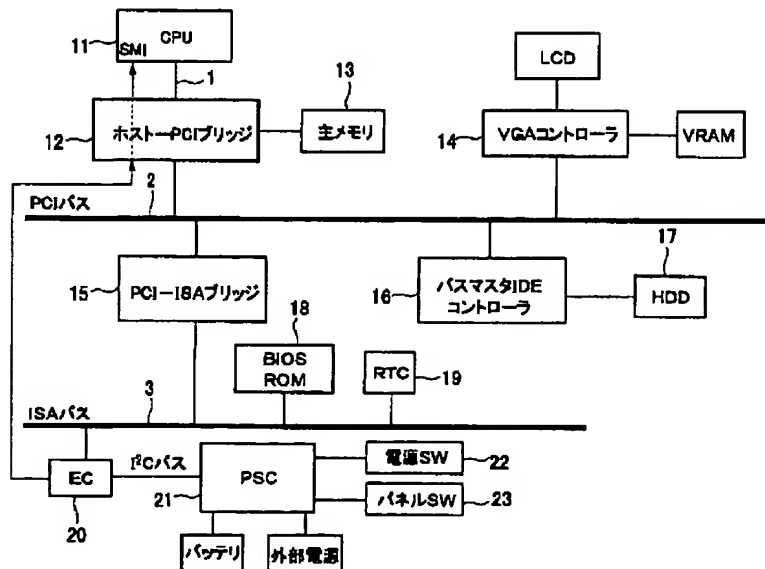 11
CPU
SMI
1
LCD
13
12
ホスト－PCIブリッジ
主メモリ
14
VGAコントローラ
VRAM
2
PCIバス
17
15
PCI－ISAブリッジ
16
バスマスタIDE
コントローラ
HDD
18
BIOS
ROM
RTC
19
3
ISAバス
EC
I²Cバス
PSC
電源SW
22
20
21
パネルSW
23
バッテリ
外部電源